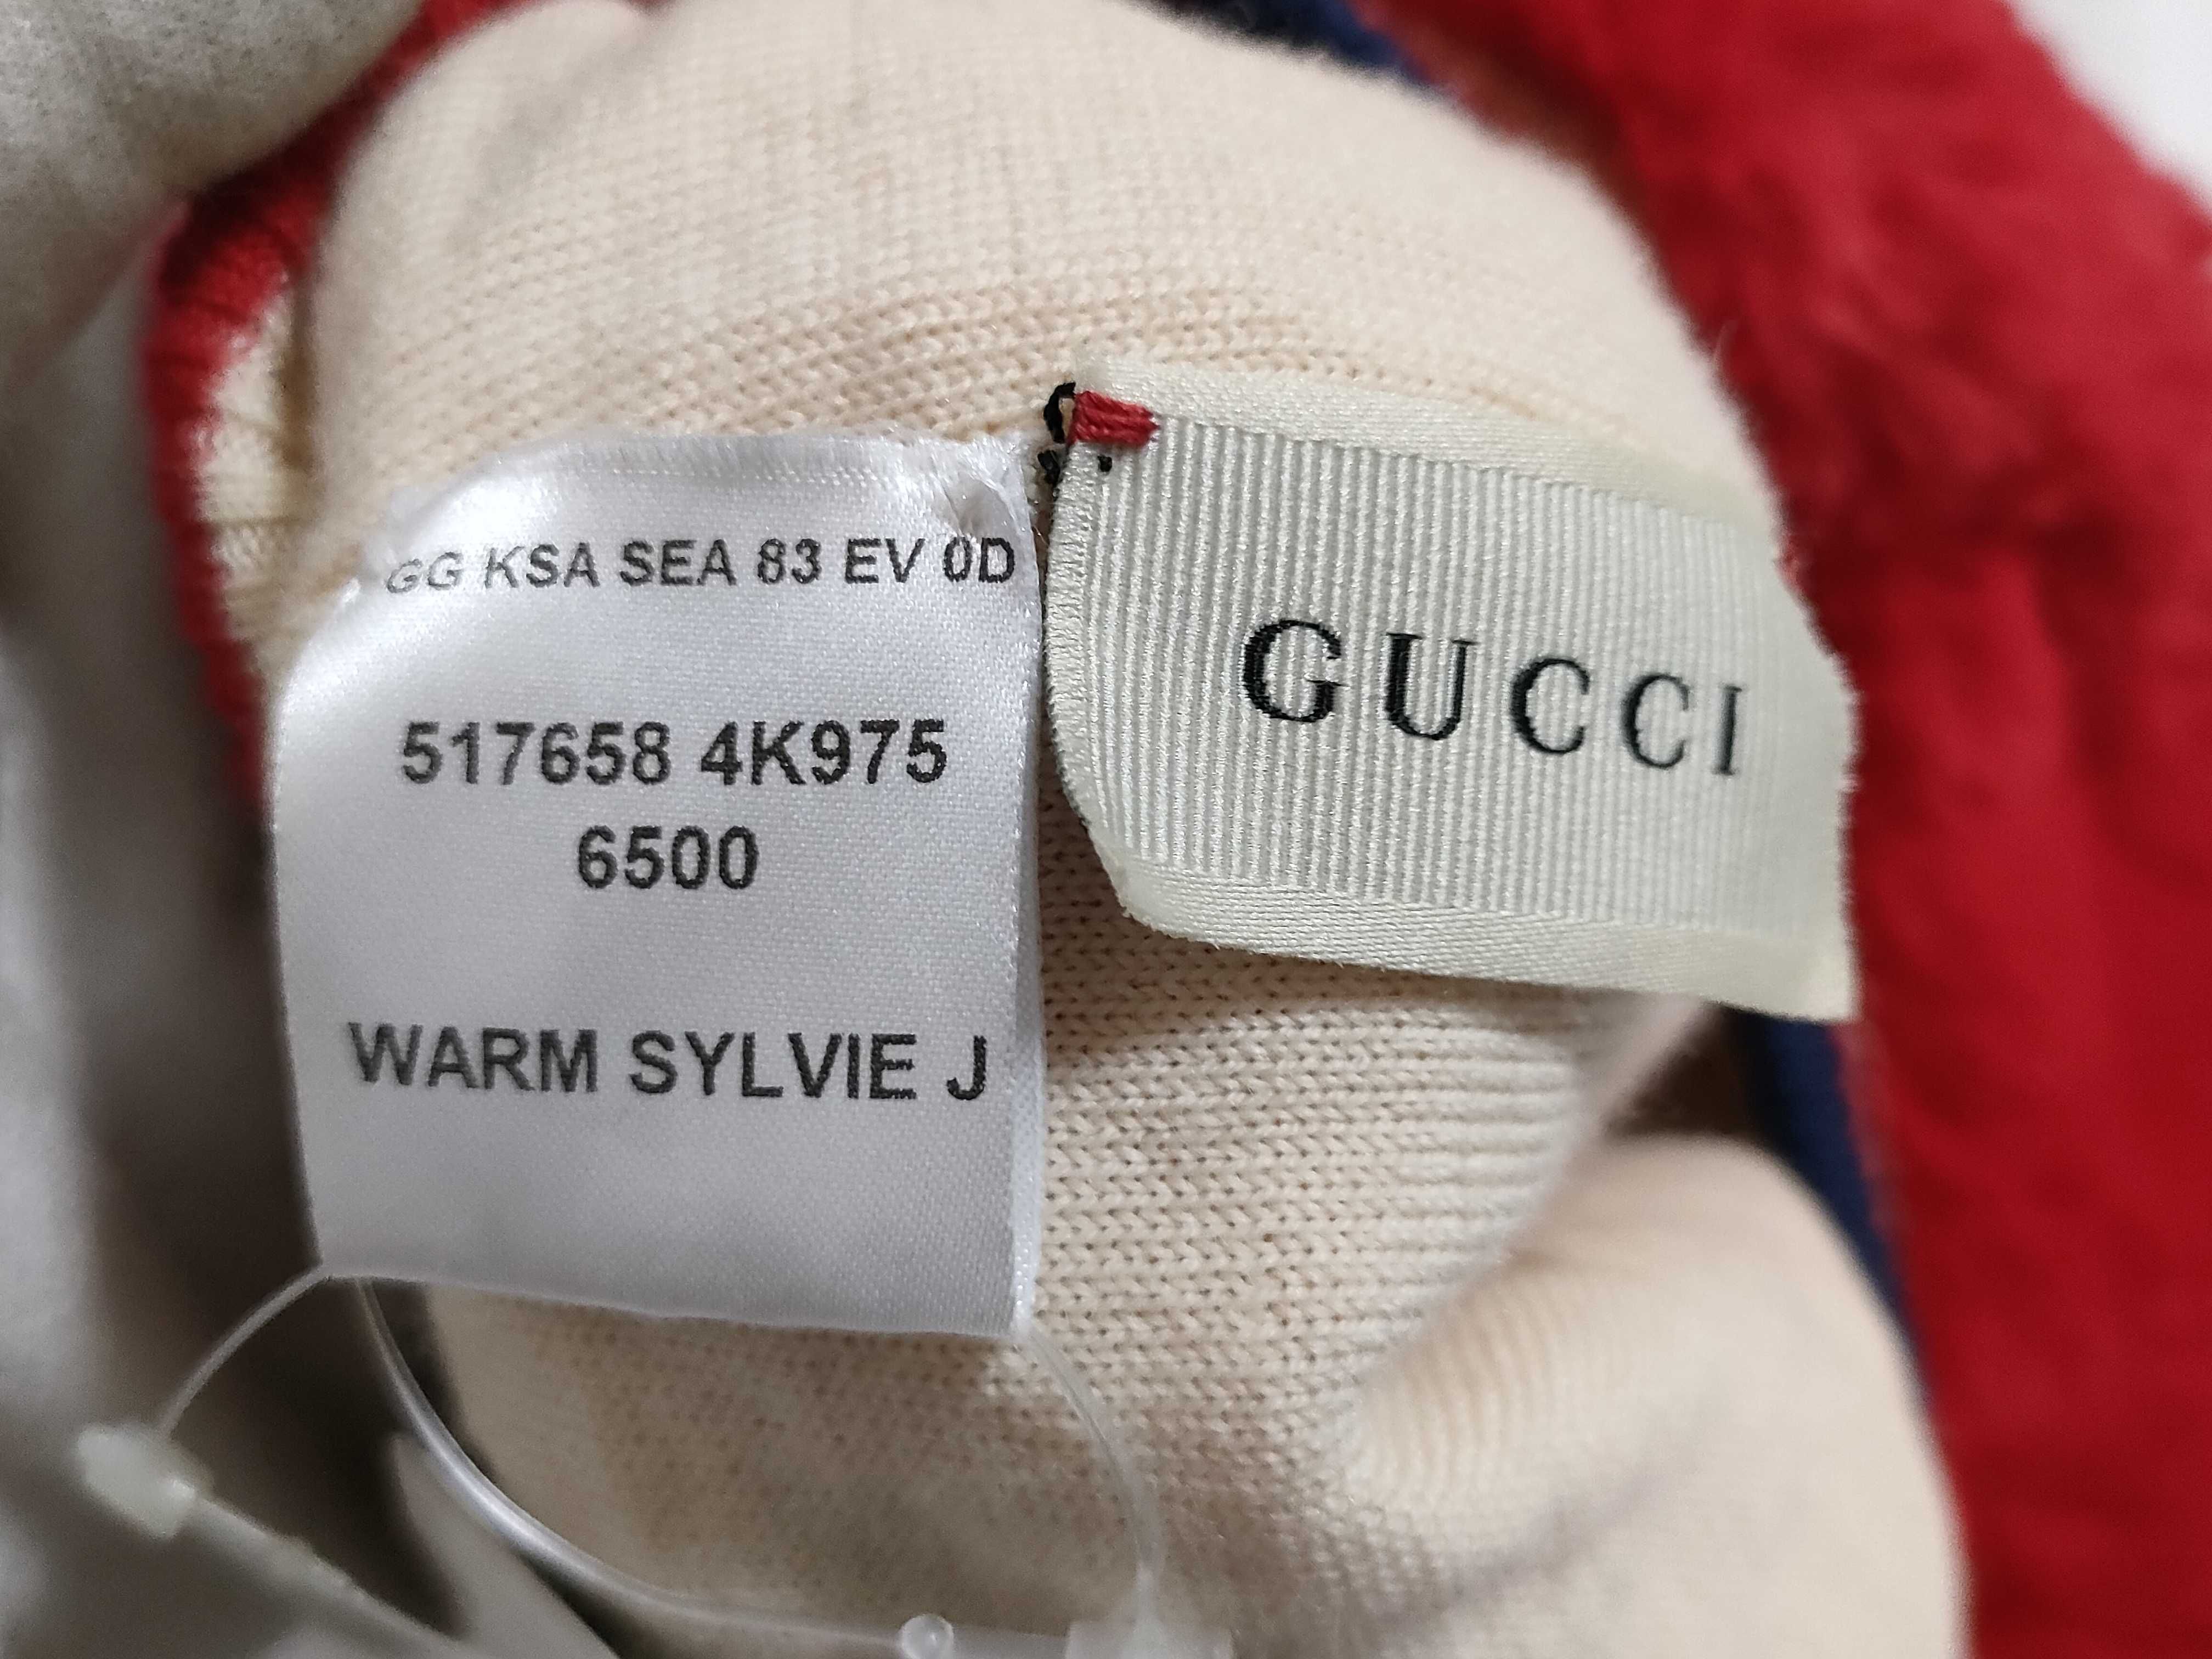 GG KSA SEA 83 EV 0D
517658 4K975
6500
WARM SYLVIE J
GUCCI